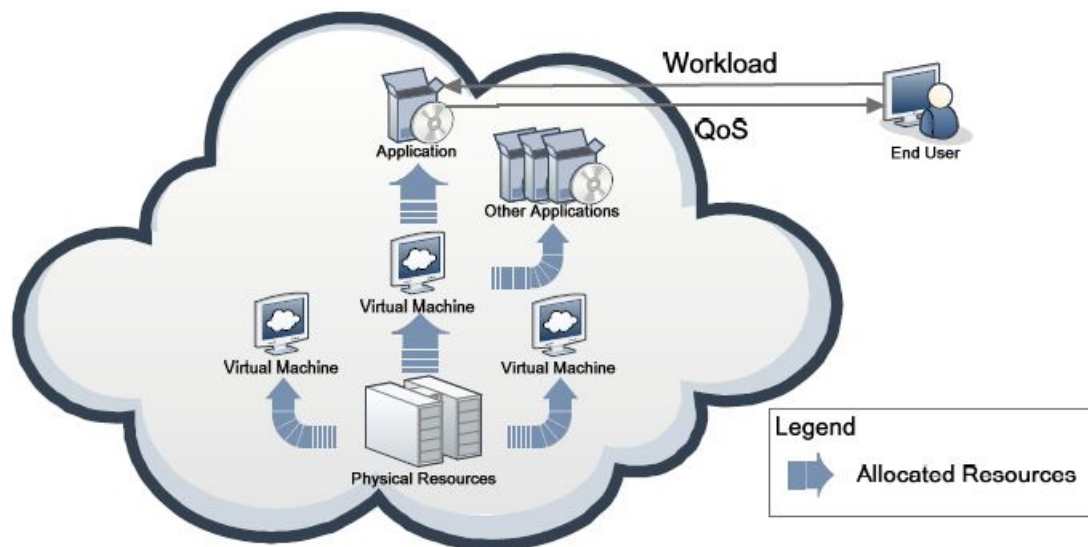 Workload
QoS
End User
Application
Other Applications
Virtual Machine
Virtual Machine
Virtual Machine
Physical Resources
Legend
Allocated Resources